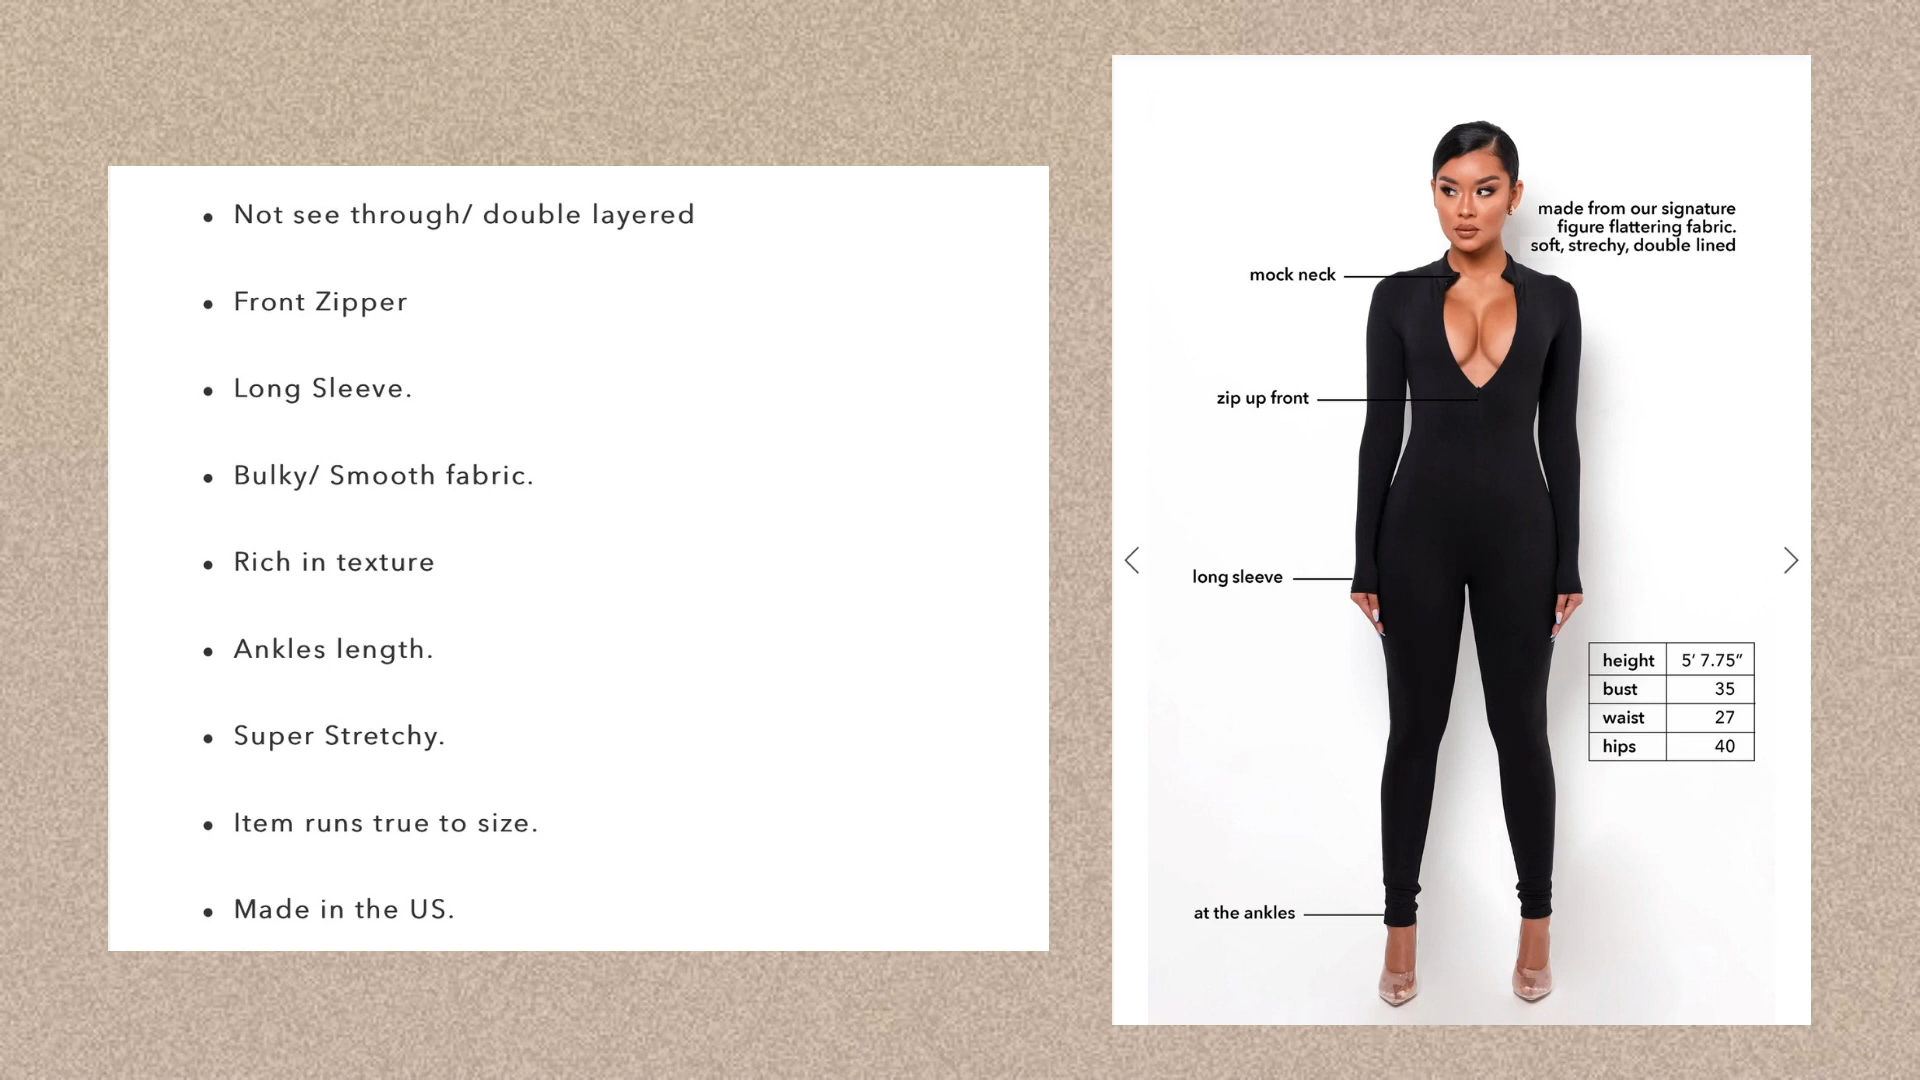 Not see through/ double layered
Front Zipper
Long Sleeve.
Bulky/ Smooth fabric.
Rich in texture
Ankles length.
Super Stretchy.
Item runs true to size.
Made in the US.
made from our signature
figure flattering fabric.
soft, strechy, double lined
mock neck
zip up front
long sleeve
height 5' 7.75"
bust 35
waist 27
hips 40
at the ankles